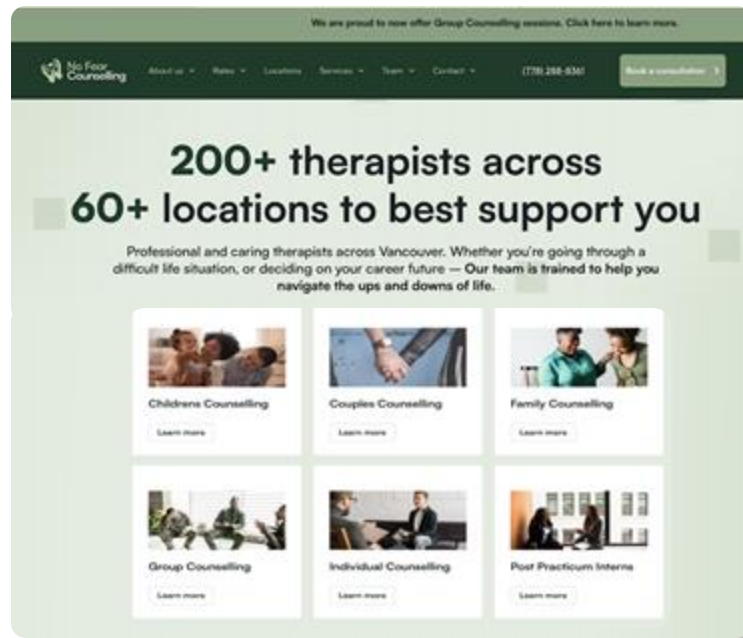 We are proud to now offer Group Counselling sessions. Click here to learn more.
No Fear
Counselling
About us
Rates
Locations
Services
Team
Contact
(778) 288-8361
Book a consultation
200+ therapists across
60+ locations to best support you
Professional and caring therapists across Vancouver. Whether you're going through a
difficult life situation, or deciding on your career future — Our team is trained to help you
navigate the ups and downs of life.
Childrens Counselling
Couples Counselling
Family Counselling
Learn more
Learn more
Learn more
Group Counselling
Individual Counselling
Post Practicum Interns
Learn more
Learn more
Learn more